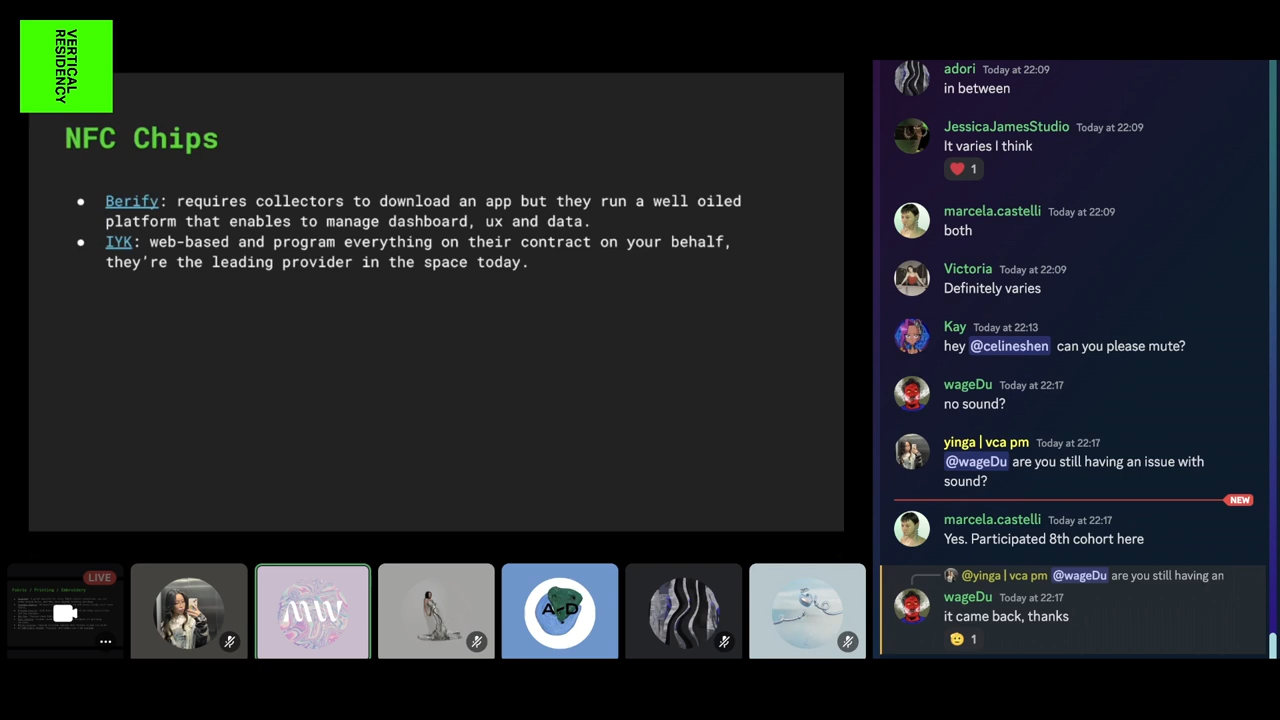 VERTICAL
RESIDENCY
NFC Chips
● Berify: requires collectors to download an app but they run a well oiled
platform that enables to manage dashboard, ux and data.
● IYK: web-based and program everything on their contract on your behalf,
they’re the leading provider in the space today.
LIVE
Fabric / Printing / Embroidery
MW
A-D
adori Today at 22:09
in between
JessicaJamesStudio Today at 22:09
It varies I think
❤️ 1
marcela.castelli Today at 22:09
both
Victoria Today at 22:09
Definitely varies
Kay Today at 22:13
hey @celineshen can you please mute?
wageDu Today at 22:17
no sound?
yinga | vca pm Today at 22:17
@wageDu are you still having an issue with
sound?
NEW
marcela.castelli Today at 22:17
Yes. Participated 8th cohort here
@yinga | vca pm @wageDu are you still having an
wageDu Today at 22:17
it came back, thanks
🫡 1